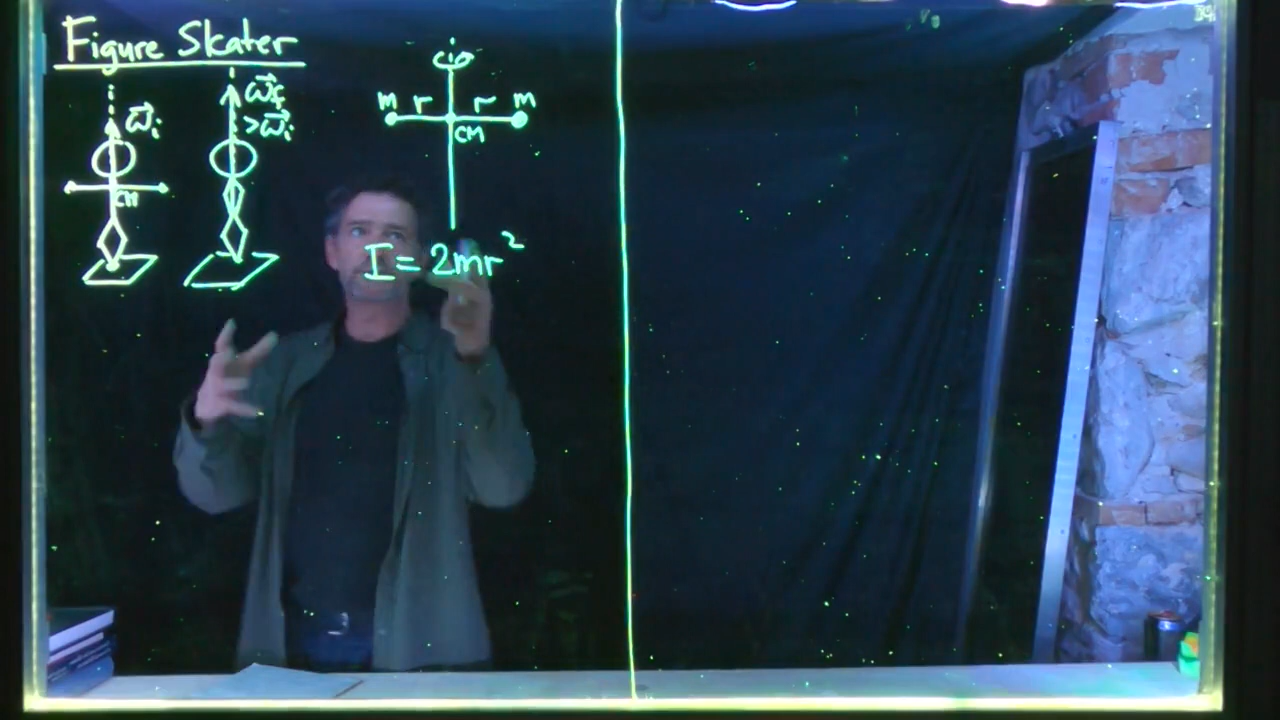 Figure Skater
ω⃗i
CM
ω⃗f
>ω⃗i
m r r m
CM
I = 2mr²